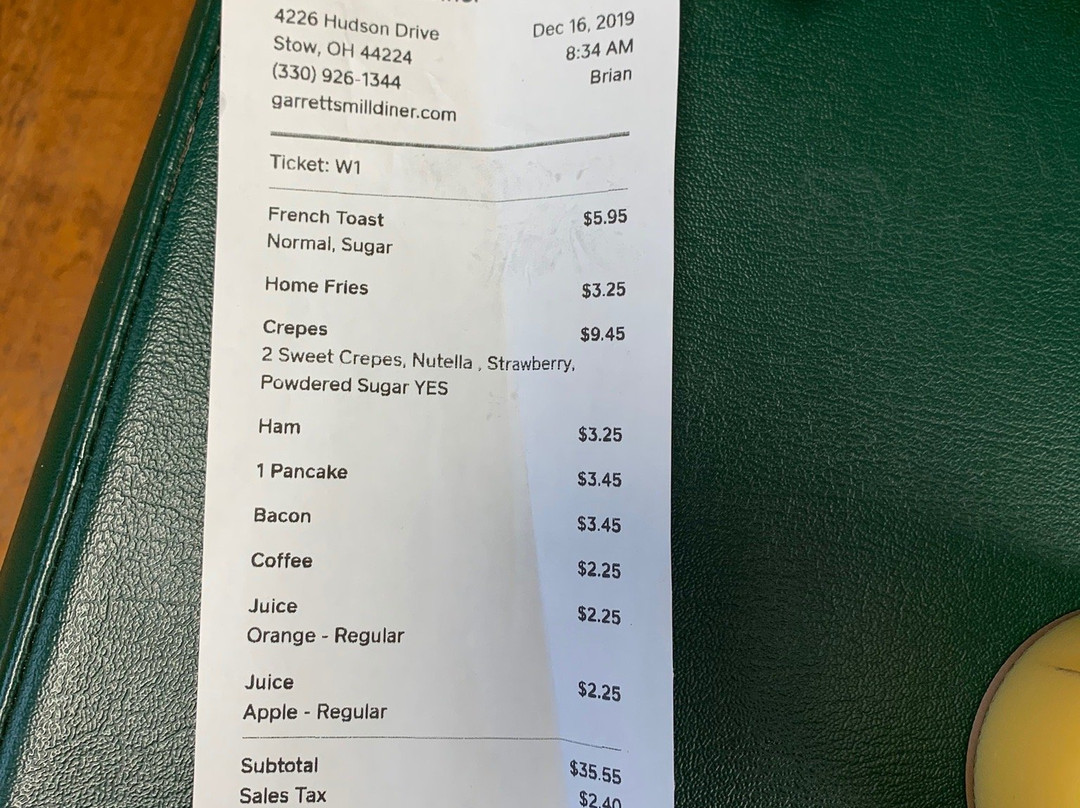 4226 Hudson Drive
Stow, OH 44224
(330) 926-1344
garrettsmilldiner.com
Dec 16, 2019
8:34 AM
Brian
Ticket: W1
French Toast $5.95
Normal, Sugar
Home Fries $3.25
Crepes $9.45
2 Sweet Crepes, Nutella , Strawberry,
Powdered Sugar YES
Ham $3.25
1 Pancake $3.45
Bacon $3.45
Coffee $2.25
Juice $2.25
Orange - Regular
Juice $2.25
Apple - Regular
Subtotal $35.55
Sales Tax $2.40